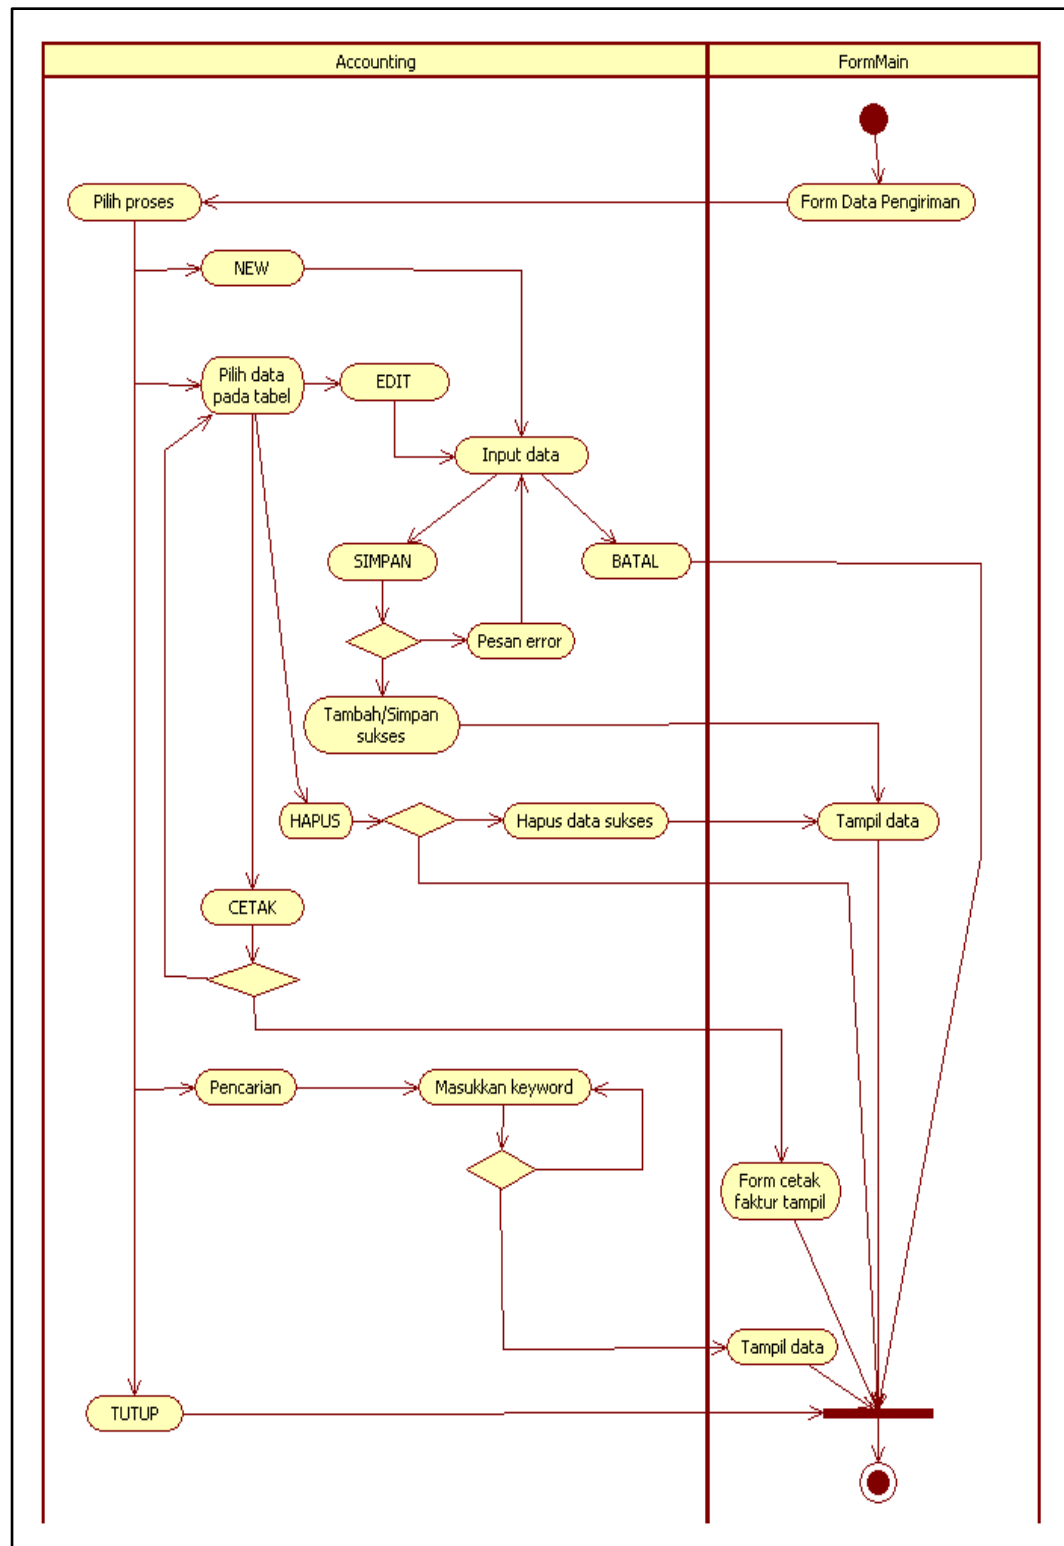 Accounting
FormMain
Form Data Pengiriman
Pilih proses
NEW
Pilih data
pada tabel
EDIT
Input data
SIMPAN
BATAL
Pesan error
Tambah/Simpan
sukses
HAPUS
Hapus data sukses
Tampil data
CETAK
Pencarian
Masukkan keyword
Form cetak
faktur tampil
Tampil data
TUTUP